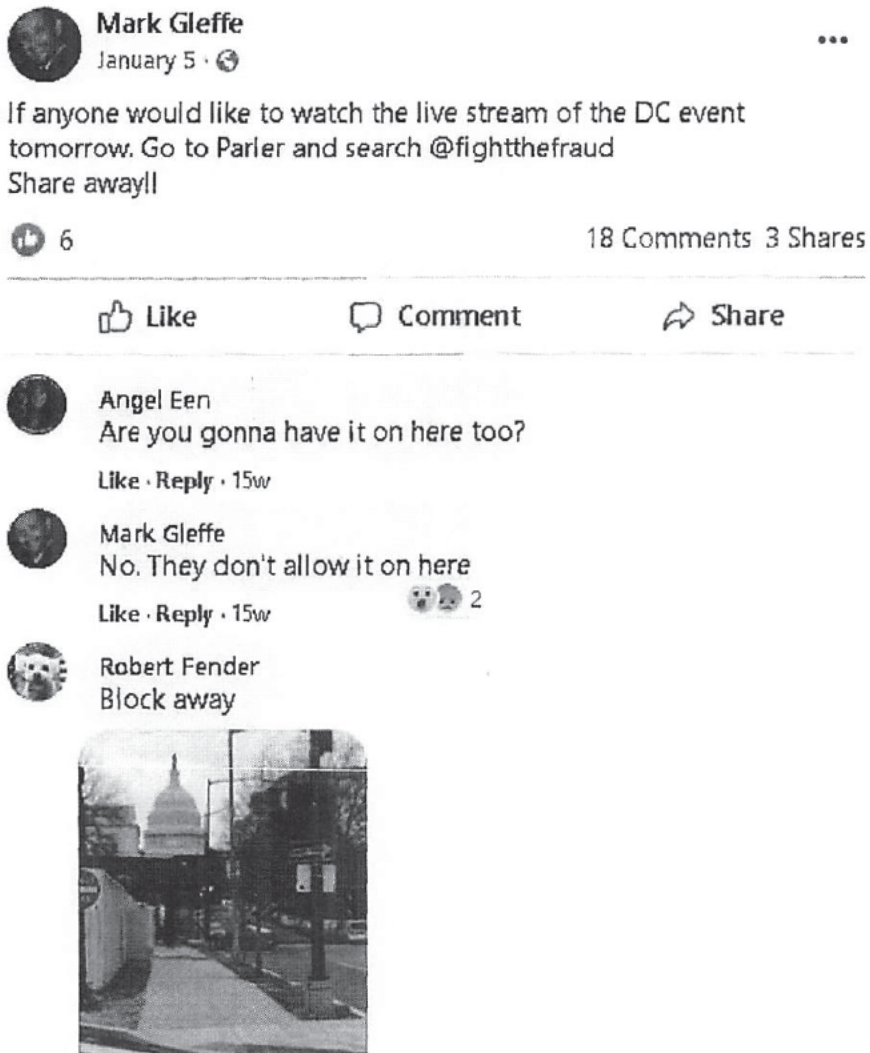 Mark Gleffe
January 5 ·
If anyone would like to watch the live stream of the DC event
tomorrow. Go to Parler and search @fightthefraud
Share away!!
6
18 Comments 3 Shares
Like
Comment
Share
Angel Een
Are you gonna have it on here too?
Like · Reply · 15w
Mark Gleffe
No. They don't allow it on here
Like · Reply · 15w
2
Robert Fender
Block away